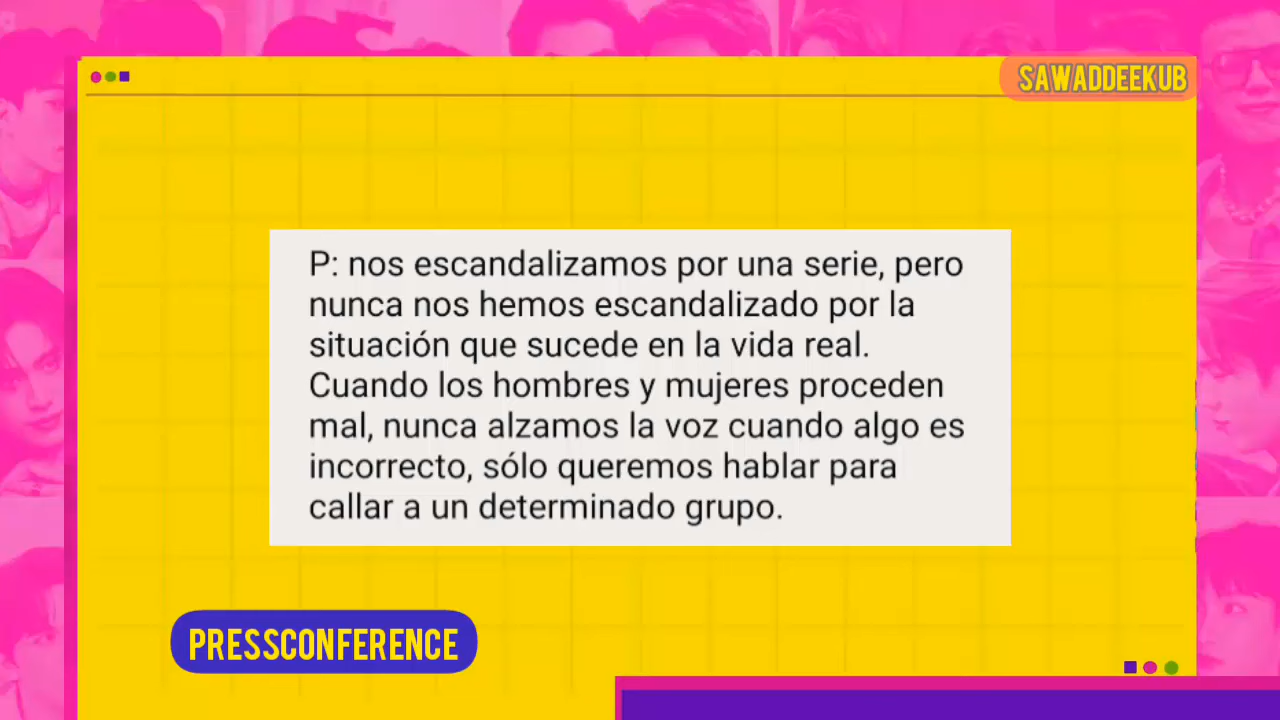 SAWADDEEKUB
P: nos escandalizamos por una serie, pero
nunca nos hemos escandalizado por la
situación que sucede en la vida real.
Cuando los hombres y mujeres proceden
mal, nunca alzamos la voz cuando algo es
incorrecto, sólo queremos hablar para
callar a un determinado grupo.
PRESSCONFERENCE